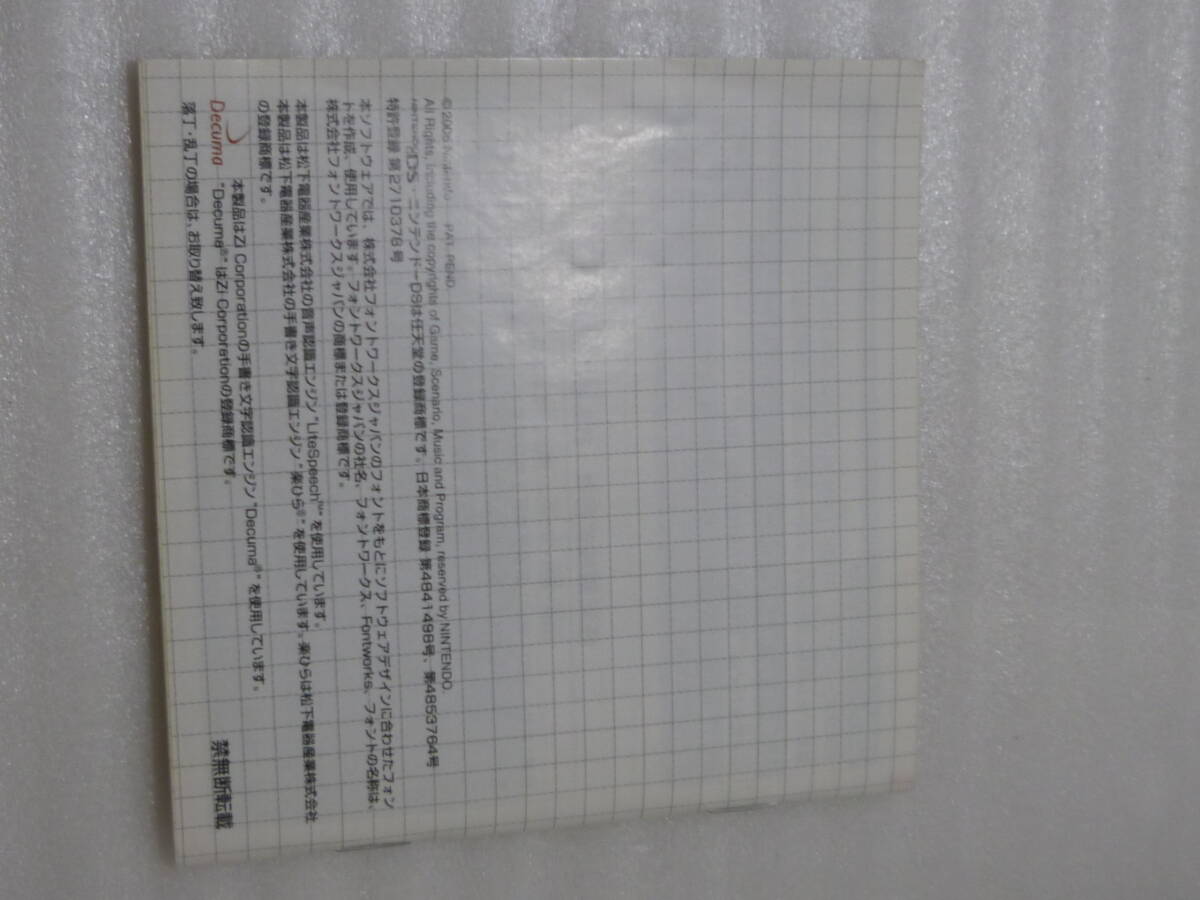 ©2006 Nintendo PAT. PEND.
All Rights, including the copyrights of Game, Scenario, Music and Program, reserved by NINTENDO.
NINTENDO DS・ニンテンドーDSは任天堂の登録商標です。日本商標登録 第4841498号、第4853764号
特許登録 第2710376号
本ソフトウェアでは、株式会社フォントワークスジャパンのフォントをもとにソフトウェアデザインに合わせたフォン
トを作成、使用しています。フォントワークスジャパンの社名、フォントワークス、Fontworks、フォントの名称は、
株式会社フォントワークスジャパンの商標または登録商標です。
本製品は松下電器産業株式会社の音声認識エンジン"LiteSpeech™"を使用しています。
本製品は松下電器産業株式会社の手書き文字認識エンジン"楽ひら®"を使用しています。楽ひらは松下電器産業株式会社
の登録商標です。
Decuma
本製品はZi Corporationの手書き文字認識エンジン"Decuma®"を使用しています。
"Decuma®"はZi Corporationの登録商標です。
落丁・乱丁の場合は、お取り替え致します。
禁無断転載